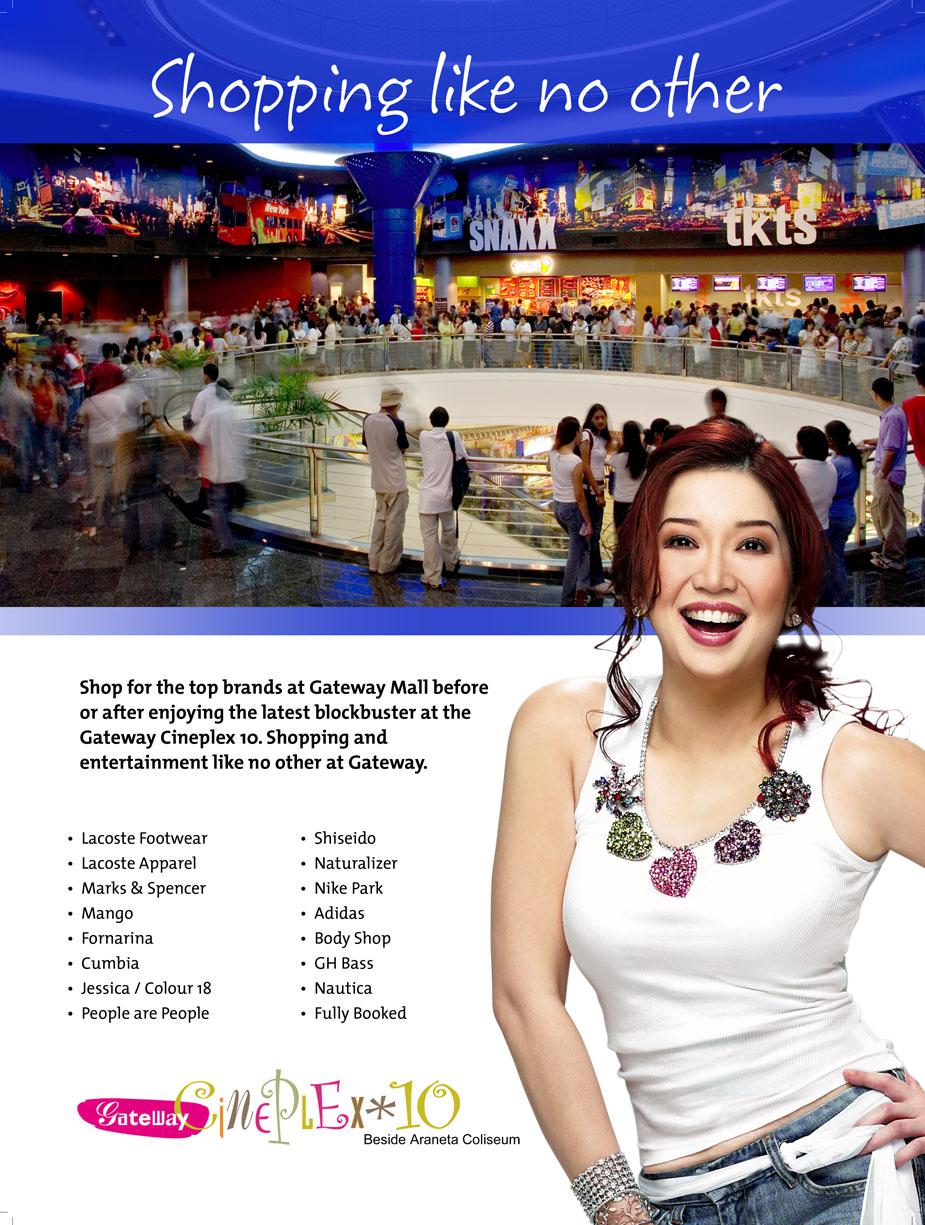 Shopping like no other
New York
SNAXX
tkts
tkts
Shop for the top brands at Gateway Mall before
or after enjoying the latest blockbuster at the
Gateway Cineplex 10. Shopping and
entertainment like no other at Gateway.
• Lacoste Footwear
• Lacoste Apparel
• Marks & Spencer
• Mango
• Fornarina
• Cumbia
• Jessica / Colour 18
• People are People
• Shiseido
• Naturalizer
• Nike Park
• Adidas
• Body Shop
• GH Bass
• Nautica
• Fully Booked
GateWay CiNEPLEx*10
Beside Araneta Coliseum